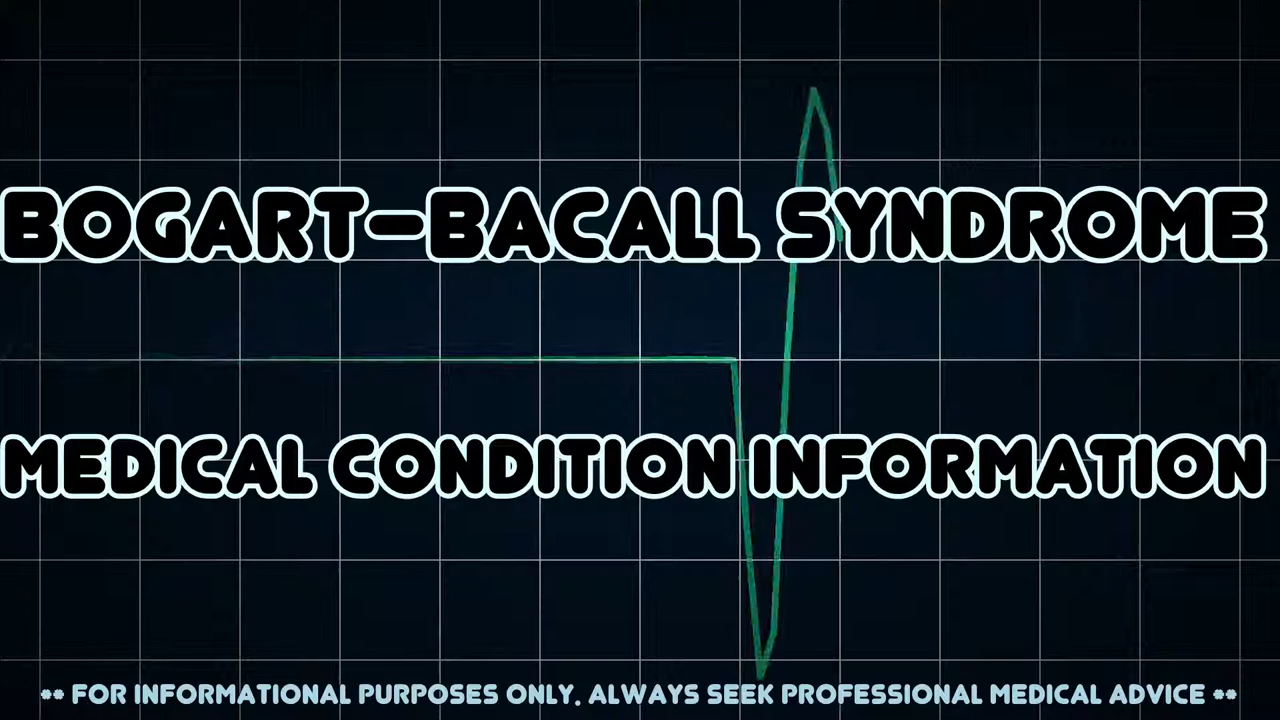 BOGART-BACALL SYNDROME
MEDICAL CONDITION INFORMATION
** FOR INFORMATIONAL PURPOSES ONLY. ALWAYS SEEK PROFESSIONAL MEDICAL ADVICE **